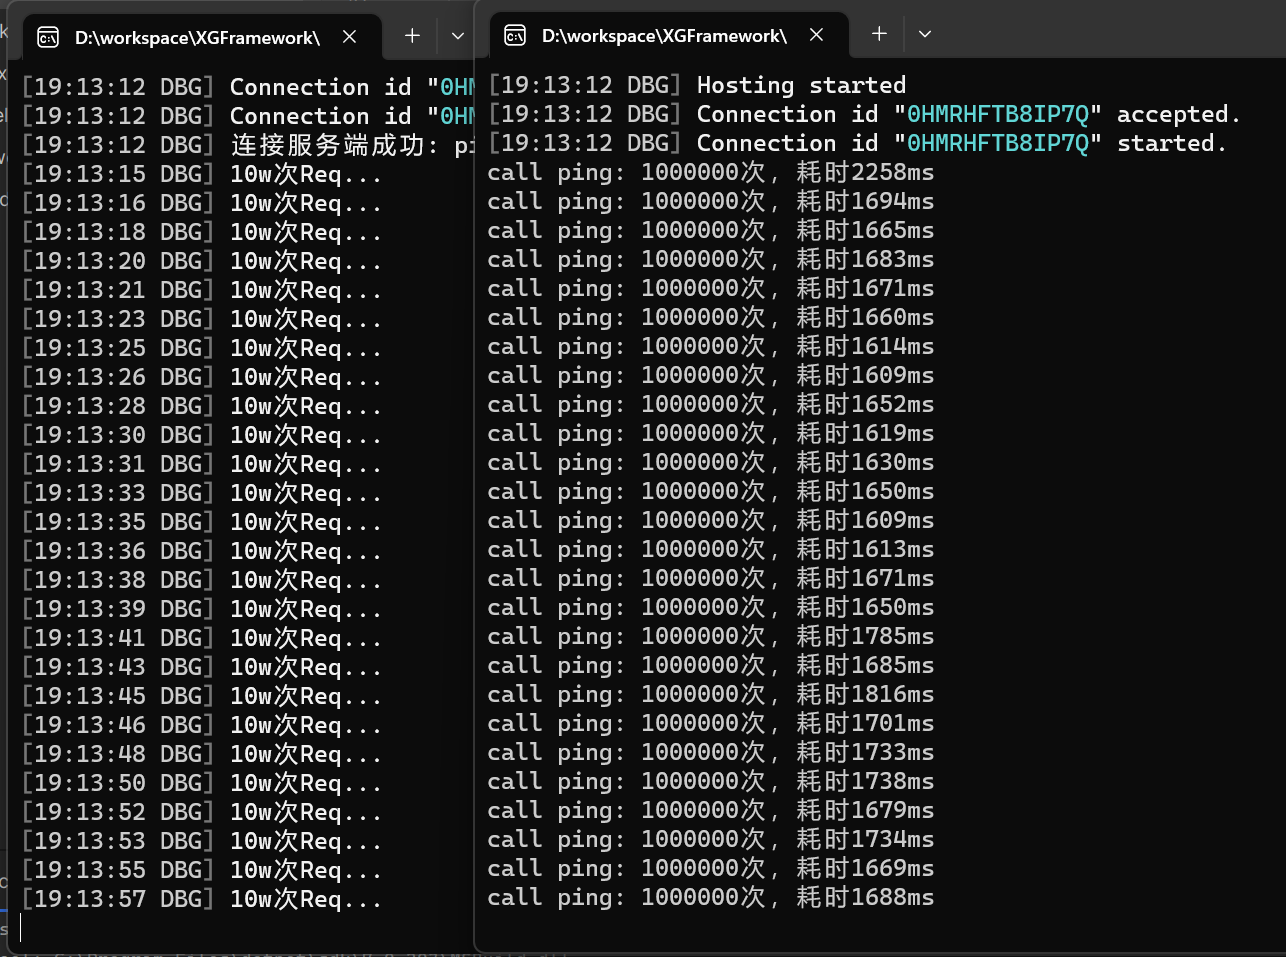 D:\workspace\XGFramework\
[19:13:12 DBG] Connection id "0HM
[19:13:12 DBG] Connection id "0HM
[19:13:12 DBG] 连接服务端成功: pi
[19:13:15 DBG] 10w次Req...
[19:13:16 DBG] 10w次Req...
[19:13:18 DBG] 10w次Req...
[19:13:20 DBG] 10w次Req...
[19:13:21 DBG] 10w次Req...
[19:13:23 DBG] 10w次Req...
[19:13:25 DBG] 10w次Req...
[19:13:26 DBG] 10w次Req...
[19:13:28 DBG] 10w次Req...
[19:13:30 DBG] 10w次Req...
[19:13:31 DBG] 10w次Req...
[19:13:33 DBG] 10w次Req...
[19:13:35 DBG] 10w次Req...
[19:13:36 DBG] 10w次Req...
[19:13:38 DBG] 10w次Req...
[19:13:39 DBG] 10w次Req...
[19:13:41 DBG] 10w次Req...
[19:13:43 DBG] 10w次Req...
[19:13:45 DBG] 10w次Req...
[19:13:46 DBG] 10w次Req...
[19:13:48 DBG] 10w次Req...
[19:13:50 DBG] 10w次Req...
[19:13:52 DBG] 10w次Req...
[19:13:53 DBG] 10w次Req...
[19:13:55 DBG] 10w次Req...
[19:13:57 DBG] 10w次Req...
D:\workspace\XGFramework\
[19:13:12 DBG] Hosting started
[19:13:12 DBG] Connection id "0HMRHFTB8IP7Q" accepted.
[19:13:12 DBG] Connection id "0HMRHFTB8IP7Q" started.
call ping: 1000000次, 耗时2258ms
call ping: 1000000次, 耗时1694ms
call ping: 1000000次, 耗时1665ms
call ping: 1000000次, 耗时1683ms
call ping: 1000000次, 耗时1671ms
call ping: 1000000次, 耗时1660ms
call ping: 1000000次, 耗时1614ms
call ping: 1000000次, 耗时1609ms
call ping: 1000000次, 耗时1652ms
call ping: 1000000次, 耗时1619ms
call ping: 1000000次, 耗时1630ms
call ping: 1000000次, 耗时1650ms
call ping: 1000000次, 耗时1609ms
call ping: 1000000次, 耗时1613ms
call ping: 1000000次, 耗时1671ms
call ping: 1000000次, 耗时1650ms
call ping: 1000000次, 耗时1785ms
call ping: 1000000次, 耗时1685ms
call ping: 1000000次, 耗时1816ms
call ping: 1000000次, 耗时1701ms
call ping: 1000000次, 耗时1733ms
call ping: 1000000次, 耗时1738ms
call ping: 1000000次, 耗时1679ms
call ping: 1000000次, 耗时1734ms
call ping: 1000000次, 耗时1669ms
call ping: 1000000次, 耗时1688ms